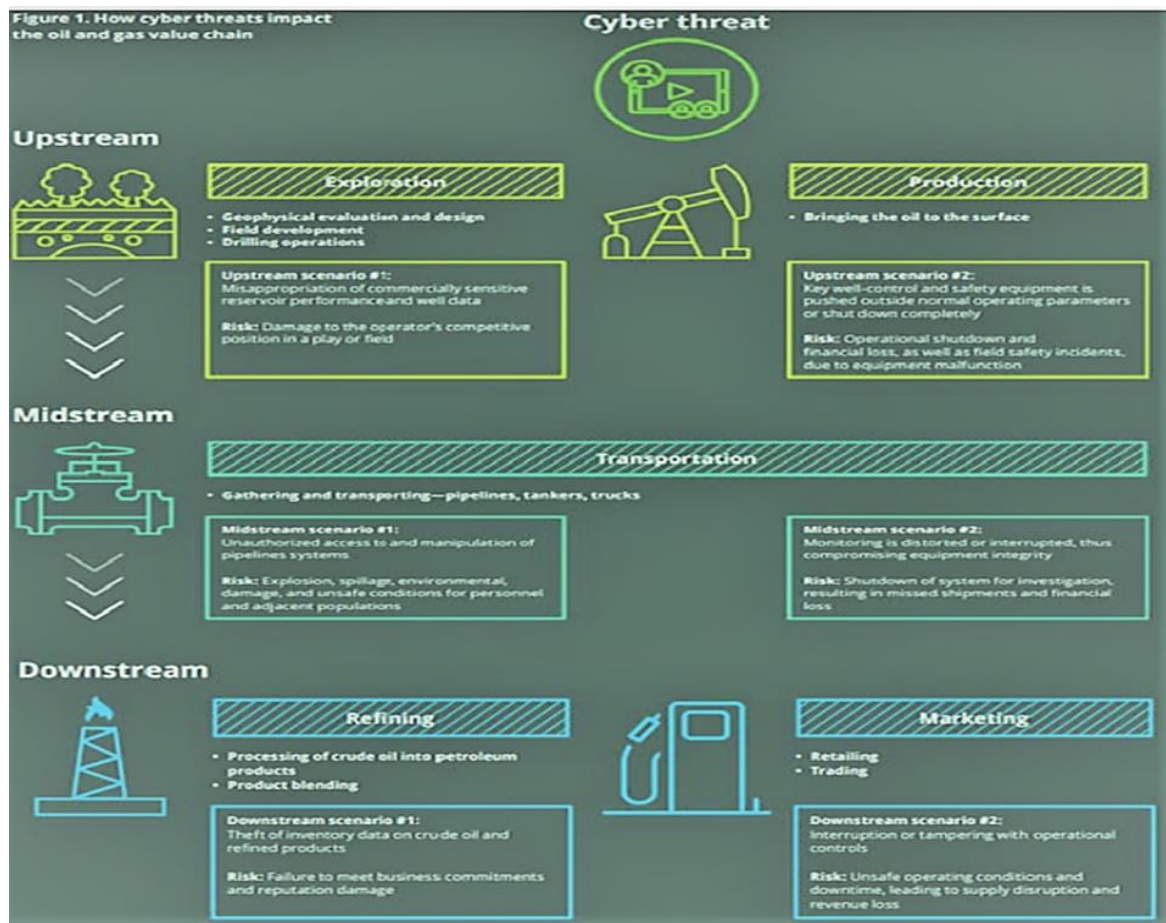 Figure 1. How cyber threats impact
the oil and gas value chain
Cyber threat
Upstream
Exploration
• Geophysical evaluation and design
• Field development
• Drilling operations
Upstream scenario #1:
Misappropriation of commercially sensitive
reservoir performance and well data
Risk: Damage to the operator's competitive
position in a play or field
Production
• Bringing the oil to the surface
Upstream scenario #2:
Key well-control and safety equipment is
pushed outside normal operating parameters
or shut down completely
Risk: Operational shutdown and
financial loss, as well as field safety incidents,
due to equipment malfunction
Midstream
Transportation
• Gathering and transporting—pipelines, tankers, trucks
Midstream scenario #1:
Unauthorized access to and manipulation of
pipelines systems
Risk: Explosion, spillage, environmental,
damage, and unsafe conditions for personnel
and adjacent populations
Midstream scenario #2:
Monitoring is distorted or interrupted, thus
compromising equipment integrity
Risk: Shutdown of system for investigation,
resulting in missed shipments and financial
loss
Downstream
Refining
• Processing of crude oil into petroleum
products
• Product blending
Downstream scenario #1:
Theft of inventory data on crude oil and
refined products
Risk: Failure to meet business commitments
and reputation damage
Marketing
• Retailing
• Trading
Downstream scenario #2:
Interruption or tampering with operational
controls
Risk: Unsafe operating conditions and
downtime, leading to supply disruption and
revenue loss